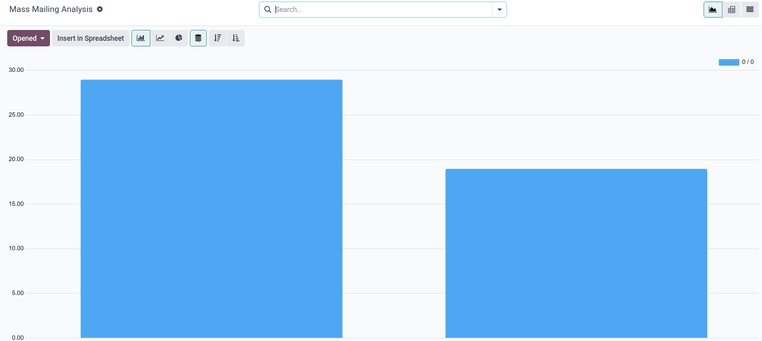 Mass Mailing Analysis
Search...
Opened
Insert in Spreadsheet
0 / 0
30.00
25.00
20.00
15.00
10.00
5.00
0.00